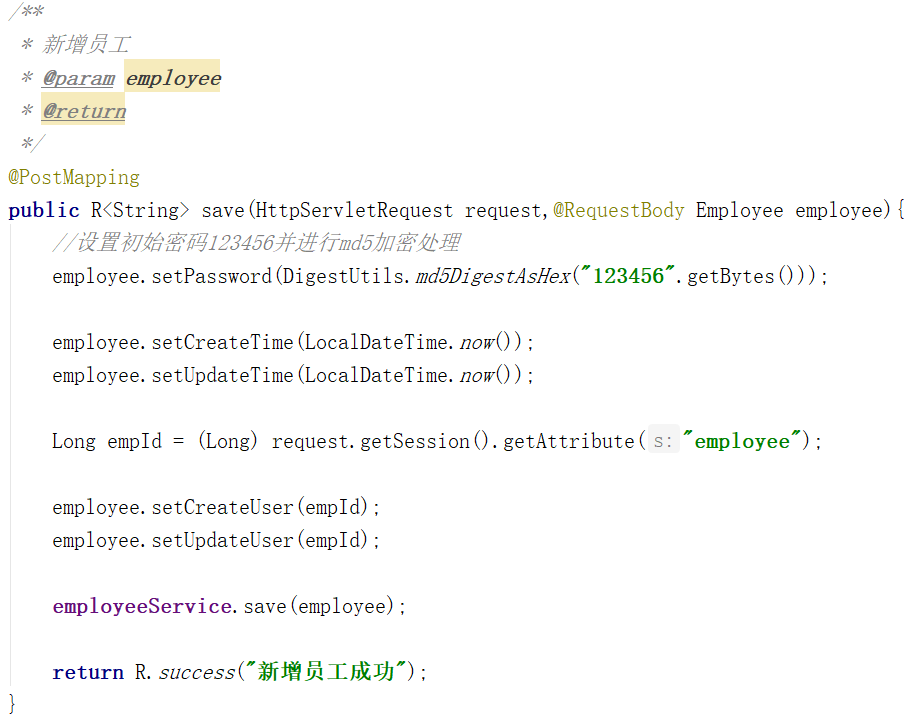 /**
 * 新增员工
 * @param employee
 * @return
 */
@PostMapping
public R<String> save(HttpServletRequest request,@RequestBody Employee employee){
    //设置初始密码123456并进行md5加密处理
    employee.setPassword(DigestUtils.md5DigestAsHex("123456".getBytes()));
    employee.setCreateTime(LocalDateTime.now());
    employee.setUpdateTime(LocalDateTime.now());
    Long empId = (Long) request.getSession().getAttribute( s: "employee");
    employee.setCreateUser(empId);
    employee.setUpdateUser(empId);
    employeeService.save(employee);
    return R.success("新增员工成功");
}